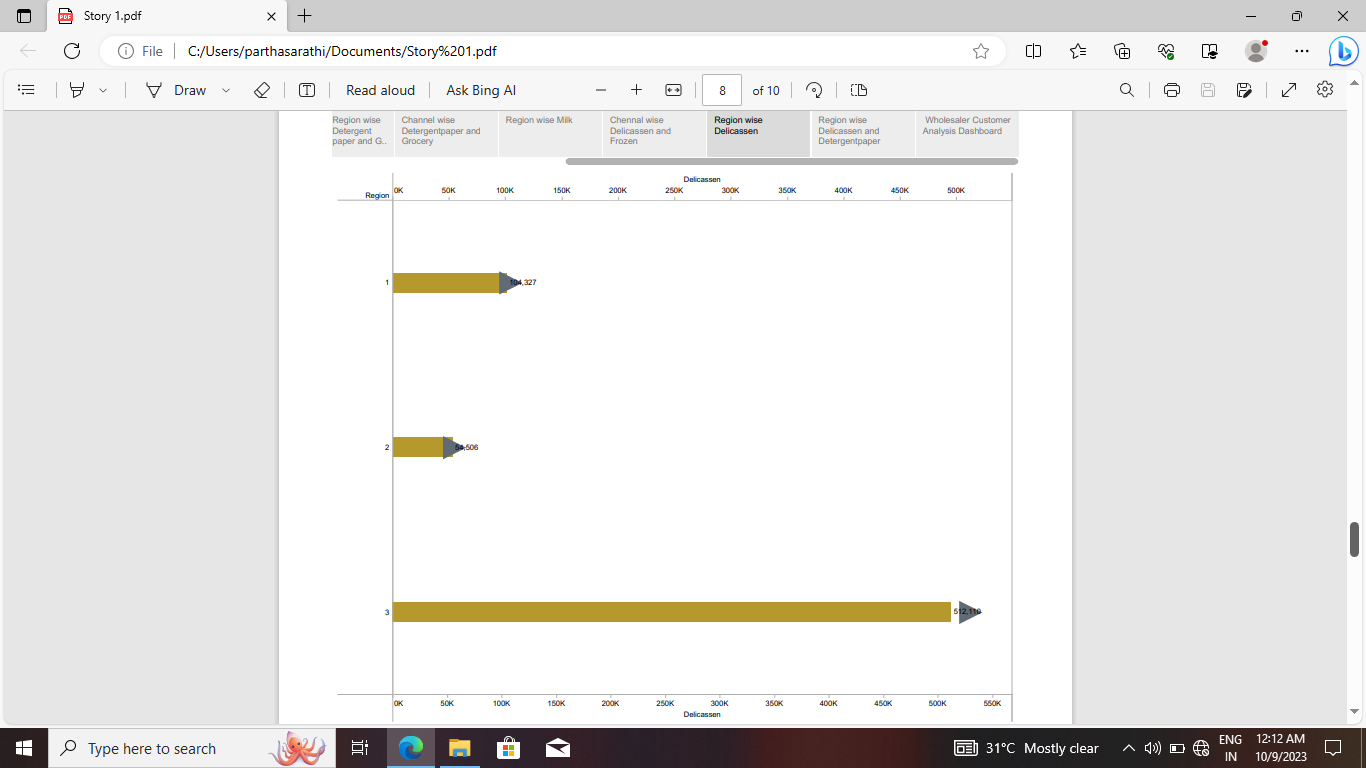 Story 1.pdf
File
C:/Users/parthasarathi/Documents/Story%201.pdf
Draw
Read aloud
Ask Bing AI
8
of 10
Region wise
Detergent
paper and G..
Channel wise
Detergentpaper and
Grocery
Region wise Milk
Chennal wise
Delicassen and
Frozen
Region wise
Delicassen
Region wise
Delicassen and
Detergentpaper
Wholesaler Customer
Analysis Dashboard
Delicassen
Region
0K 50K 100K 150K 200K 250K 300K 350K 400K 450K 500K
1
104,327
2
54,506
3
512,110
0K 50K 100K 150K 200K 250K 300K 350K 400K 450K 500K 550K
Delicassen
Type here to search
31°C Mostly clear
ENG
IN
12:12 AM
10/9/2023